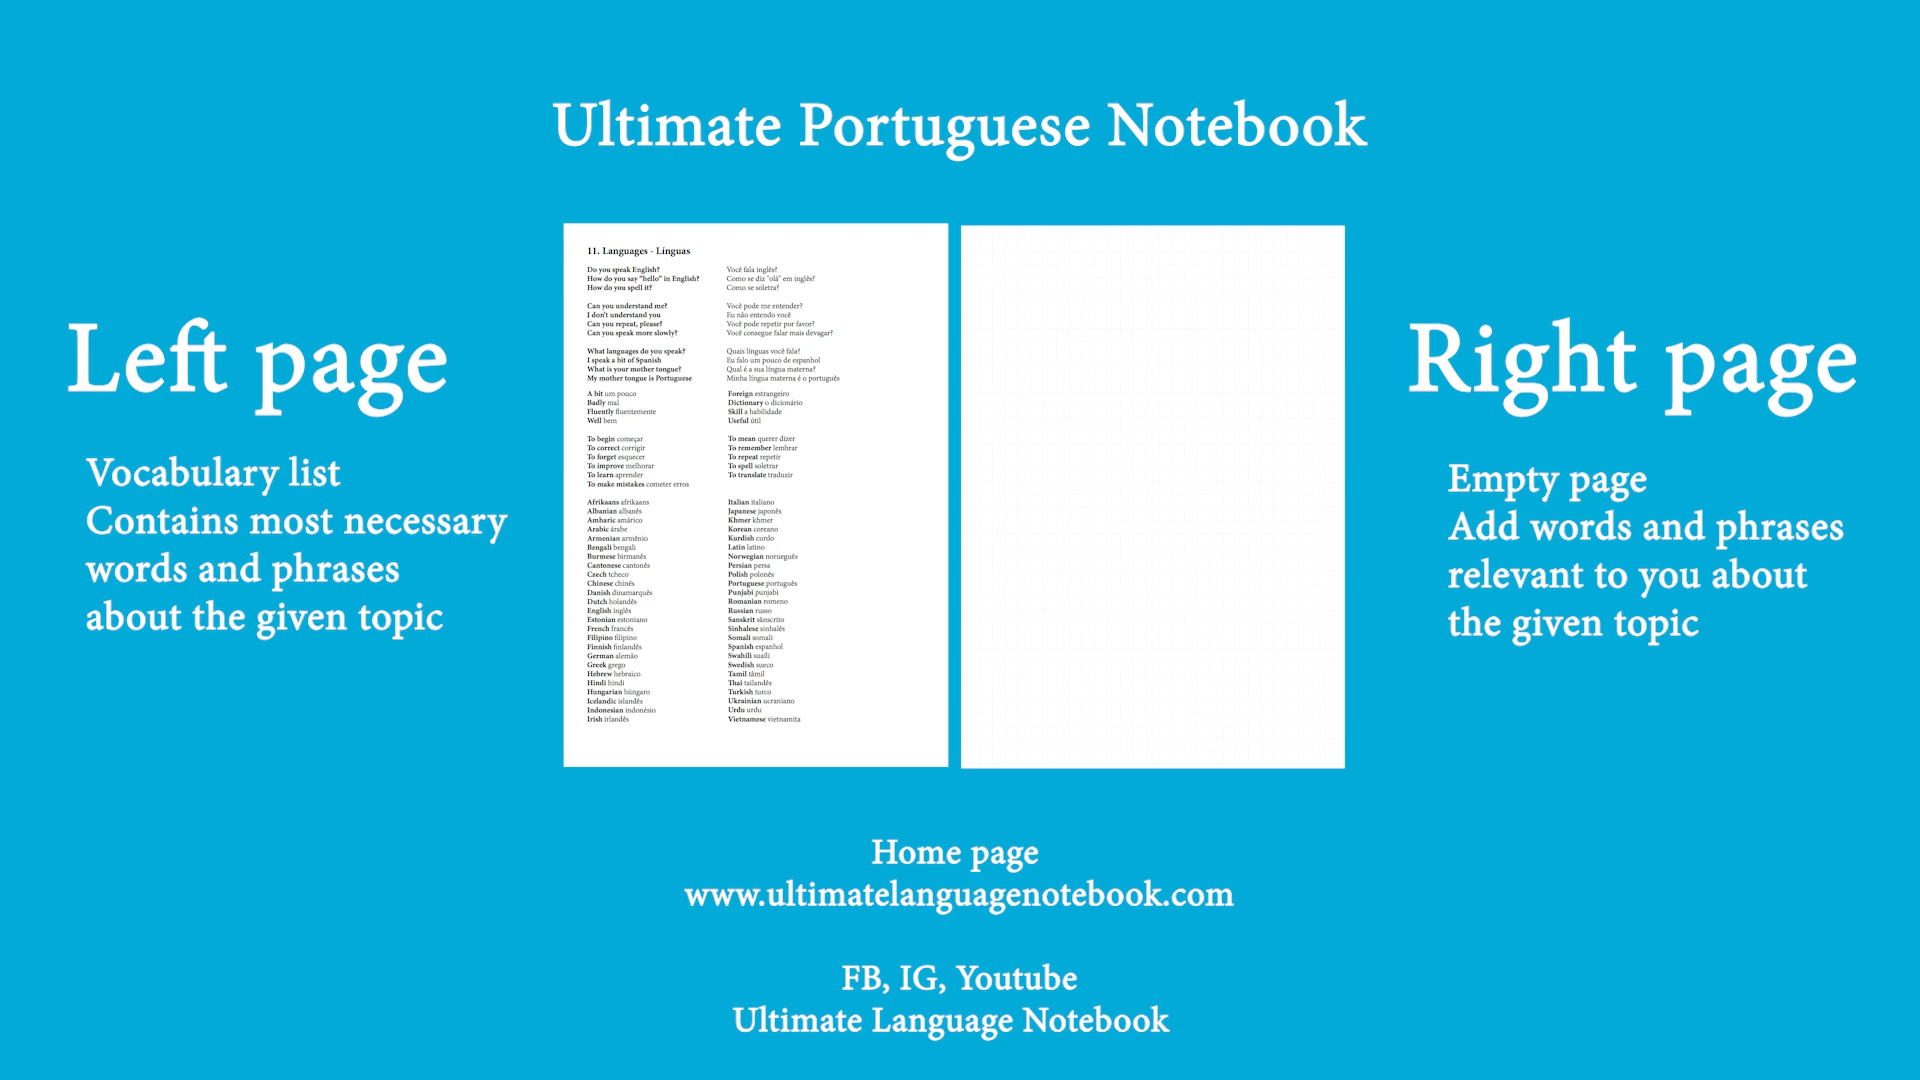 Ultimate Portuguese Notebook
Left page
Vocabulary list
Contains most necessary
words and phrases
about the given topic
11. Languages - Línguas
Do you speak English? Você fala inglês?
How do you say "hello" in English? Como se diz "olá" em inglês?
How do you spell it? Como se soletra?
Can you understand me? Você pode me entender?
I don't understand you Eu não entendo você
Can you repeat, please? Você pode repetir por favor?
Can you speak more slowly? Você consegue falar mais devagar?
What languages do you speak? Quais línguas você fala?
I speak a bit of Spanish Eu falo um pouco de espanhol
What is your mother tongue? Qual é a sua língua materna?
My mother tongue is Portuguese Minha língua materna é o português
A bit um pouco Foreign estrangeiro
Badly mal Dictionary o dicionário
Fluently fluentemente Skill a habilidade
Well bem Useful útil
To begin começar To mean querer dizer
To correct corrigir To remember lembrar
To forget esquecer To repeat repetir
To improve melhorar To spell soletrar
To learn aprender To translate traduzir
To make mistakes cometer erros
Afrikaans afrikaans Italian italiano
Albanian albanês Japanese japonês
Amharic amárico Khmer khmer
Arabic árabe Korean coreano
Armenian armênio Kurdish curdo
Bengali bengali Latin latino
Burmese birmanês Norwegian norueguês
Cantonese cantonês Persian persa
Czech tcheco Polish polonês
Chinese chinês Portuguese português
Danish dinamarquês Punjabi punjabi
Dutch holandês Romanian romeno
English inglês Russian russo
Estonian estoniano Sanskrit sânscrito
French francês Sinhalese sinhalês
Filipino filipino Somali somali
Finnish finlandês Spanish espanhol
German alemão Swahili suaíli
Greek grego Swedish sueco
Hebrew hebraico Tamil tâmil
Hindi hindi Thai tailandês
Hungarian húngaro Turkish turco
Icelandic islandês Ukrainian ucraniano
Indonesian indonésio Urdu urdu
Irish irlandês Vietnamese vietnamita
Right page
Empty page
Add words and phrases
relevant to you about
the given topic
Home page
www.ultimatelanguagenotebook.com
FB, IG, Youtube
Ultimate Language Notebook